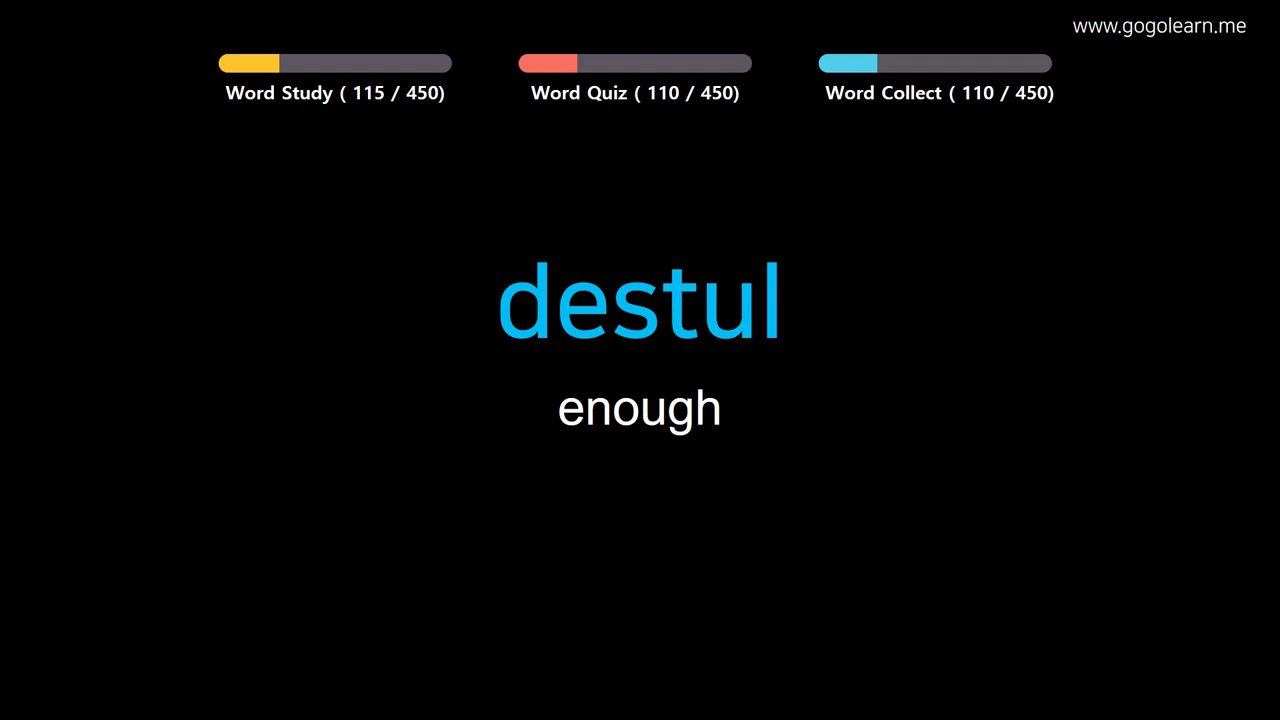 www.gogolearn.me
Word Study ( 115 / 450)
Word Quiz ( 110 / 450)
Word Collect ( 110 / 450)
destul
enough